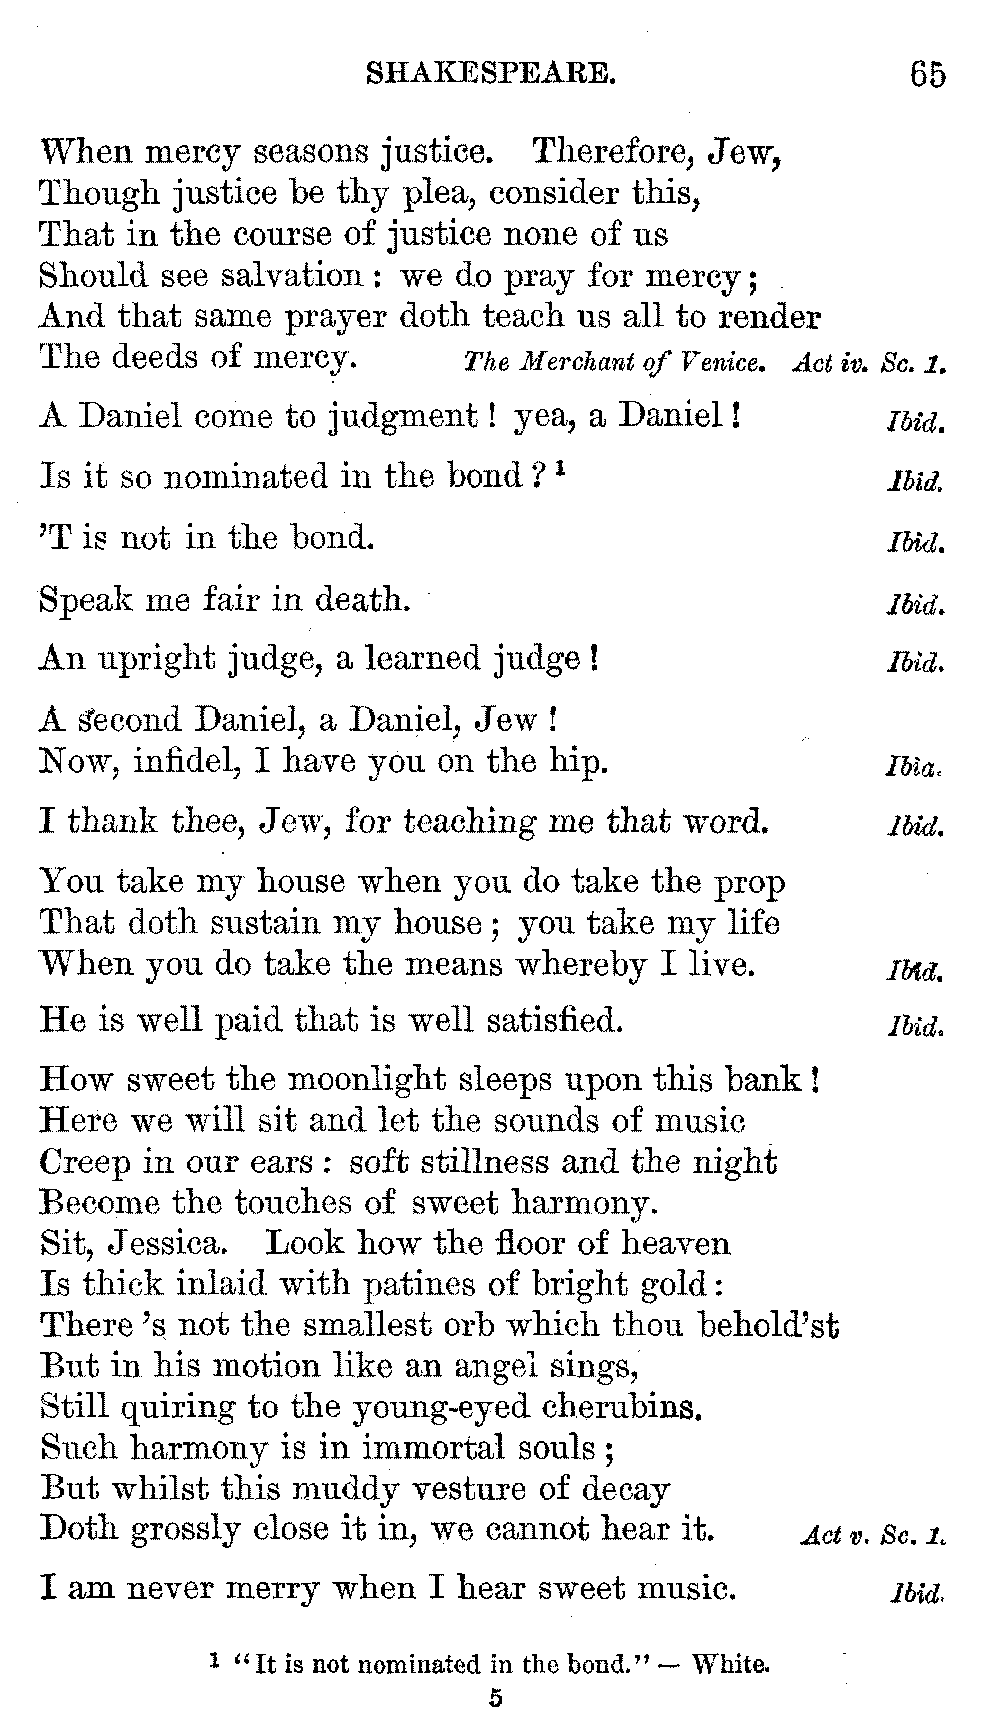 SHAKESPEARE. 65
When mercy seasons justice. Therefore, Jew,
Though justice be thy plea, consider this,
That in the course of justice none of us
Should see salvation : we do pray for mercy ;
And that same prayer doth teach us all to render
The deeds of mercy. The Merchant of Venice. Act iv. Sc. 1.
A Daniel come to judgment ! yea, a Daniel ! Ibid.
Is it so nominated in the bond ? ¹ Ibid.
'T is not in the bond. Ibid.
Speak me fair in death. Ibid.
An upright judge, a learned judge ! Ibid.
A second Daniel, a Daniel, Jew !
Now, infidel, I have you on the hip. Ibid.
I thank thee, Jew, for teaching me that word. Ibid.
You take my house when you do take the prop
That doth sustain my house ; you take my life
When you do take the means whereby I live. Ibid.
He is well paid that is well satisfied. Ibid.
How sweet the moonlight sleeps upon this bank !
Here we will sit and let the sounds of music
Creep in our ears : soft stillness and the night
Become the touches of sweet harmony.
Sit, Jessica. Look how the floor of heaven
Is thick inlaid with patines of bright gold :
There 's not the smallest orb which thou behold'st
But in his motion like an angel sings,
Still quiring to the young-eyed cherubins.
Such harmony is in immortal souls ;
But whilst this muddy vesture of decay
Doth grossly close it in, we cannot hear it. Act v. Sc. 1.
I am never merry when I hear sweet music. Ibid.
¹ "It is not nominated in the bond." — White.
5